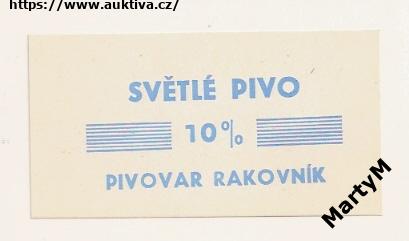 https://www.auktiva.cz/
SVĚTLÉ PIVO
10%
PIVOVAR RAKOVNÍK
MartyM